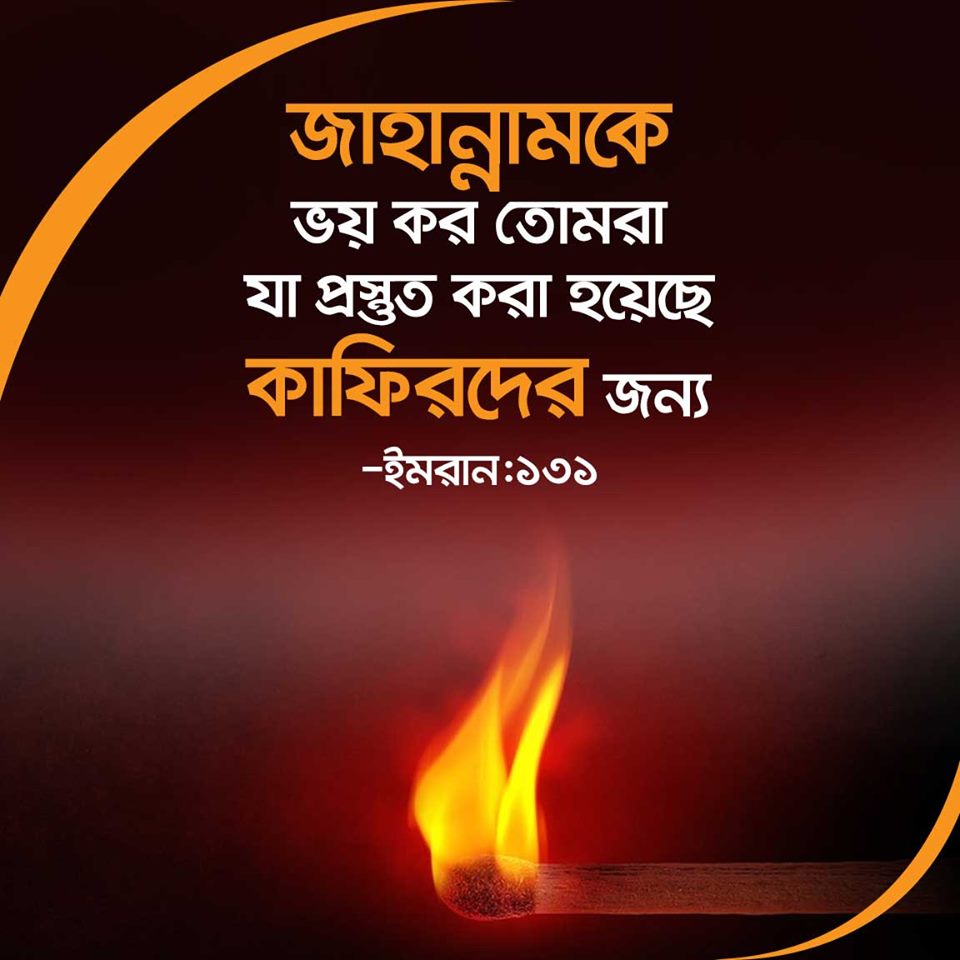 জাহান্নামকে
ভয় কর তোমরা
যা প্রস্তুত করা হয়েছে
কাফিরদের জন্য
-ইমরান:১৩১